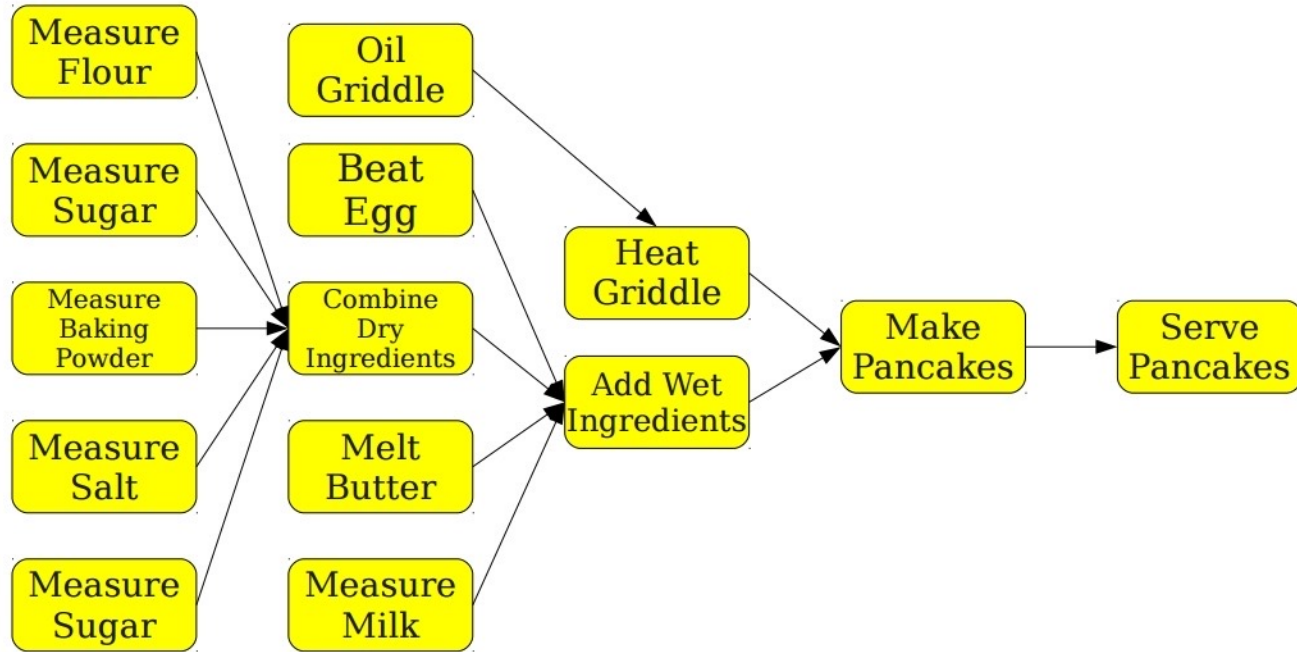 Measure
Flour
Measure
Sugar
Measure
Baking
Powder
Measure
Salt
Measure
Sugar
Oil
Griddle
Beat
Egg
Combine
Dry
Ingredients
Melt
Butter
Measure
Milk
Heat
Griddle
Add Wet
Ingredients
Make
Pancakes
Serve
Pancakes